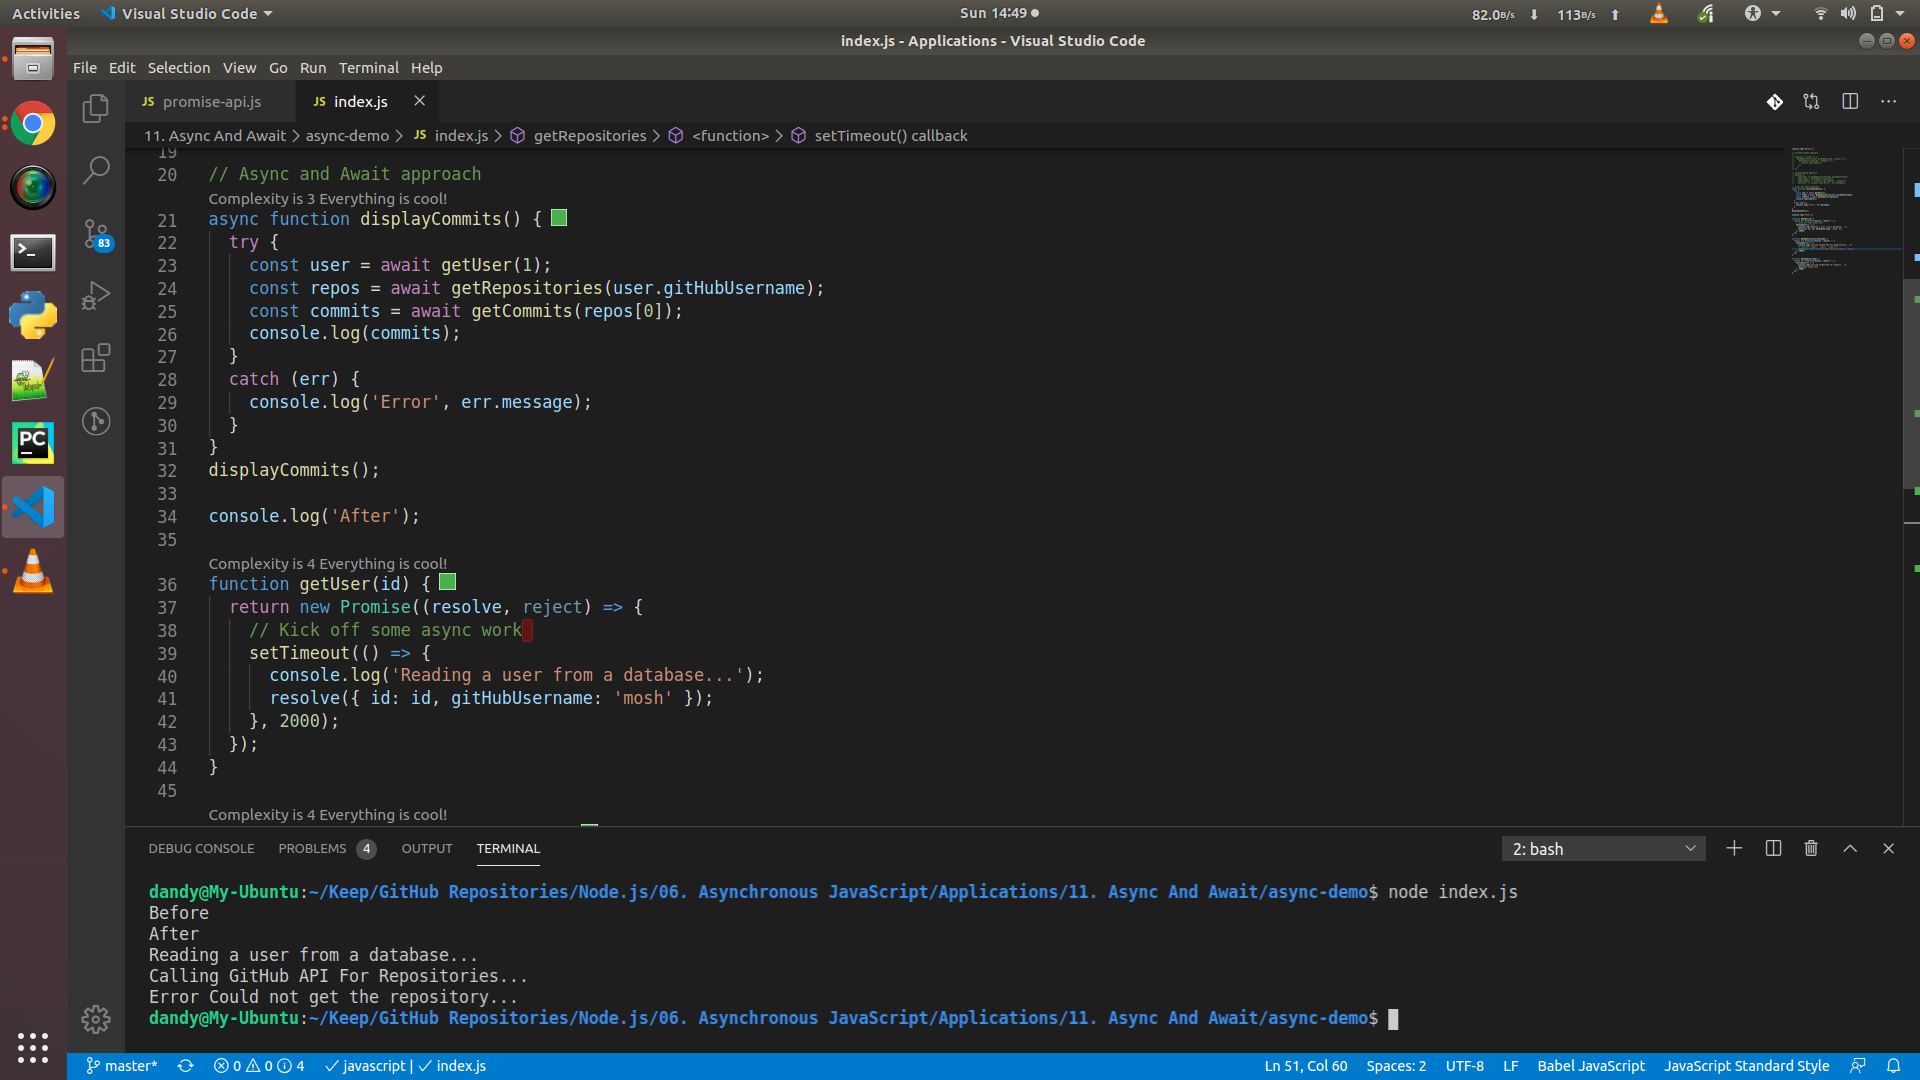 Activities Visual Studio Code Sun 14:49 82.0B/s 113B/s
index.js - Applications - Visual Studio Code
File Edit Selection View Go Run Terminal Help
JS promise-api.js JS index.js
11. Async And Await > async-demo > JS index.js > getRepositories > <function> > setTimeout() callback
19
20 // Async and Await approach
Complexity is 3 Everything is cool!
21 async function displayCommits() {
22 try {
23 const user = await getUser(1);
24 const repos = await getRepositories(user.gitHubUsername);
25 const commits = await getCommits(repos[0]);
26 console.log(commits);
27 }
28 catch (err) {
29 console.log('Error', err.message);
30 }
31 }
32 displayCommits();
33
34 console.log('After');
35
Complexity is 4 Everything is cool!
36 function getUser(id) {
37 return new Promise((resolve, reject) => {
38 // Kick off some async work
39 setTimeout(() => {
40 console.log('Reading a user from a database...');
41 resolve({ id: id, gitHubUsername: 'mosh' });
42 }, 2000);
43 });
44 }
45
Complexity is 4 Everything is cool!
83
PC
DEBUG CONSOLE PROBLEMS 4 OUTPUT TERMINAL 2: bash
dandy@My-Ubuntu:~/Keep/GitHub Repositories/Node.js/06. Asynchronous JavaScript/Applications/11. Async And Await/async-demo$ node index.js
Before
After
Reading a user from a database...
Calling GitHub API For Repositories...
Error Could not get the repository...
dandy@My-Ubuntu:~/Keep/GitHub Repositories/Node.js/06. Asynchronous JavaScript/Applications/11. Async And Await/async-demo$
master* 0 0 4 javascript | index.js Ln 51, Col 60 Spaces: 2 UTF-8 LF Babel JavaScript JavaScript Standard Style